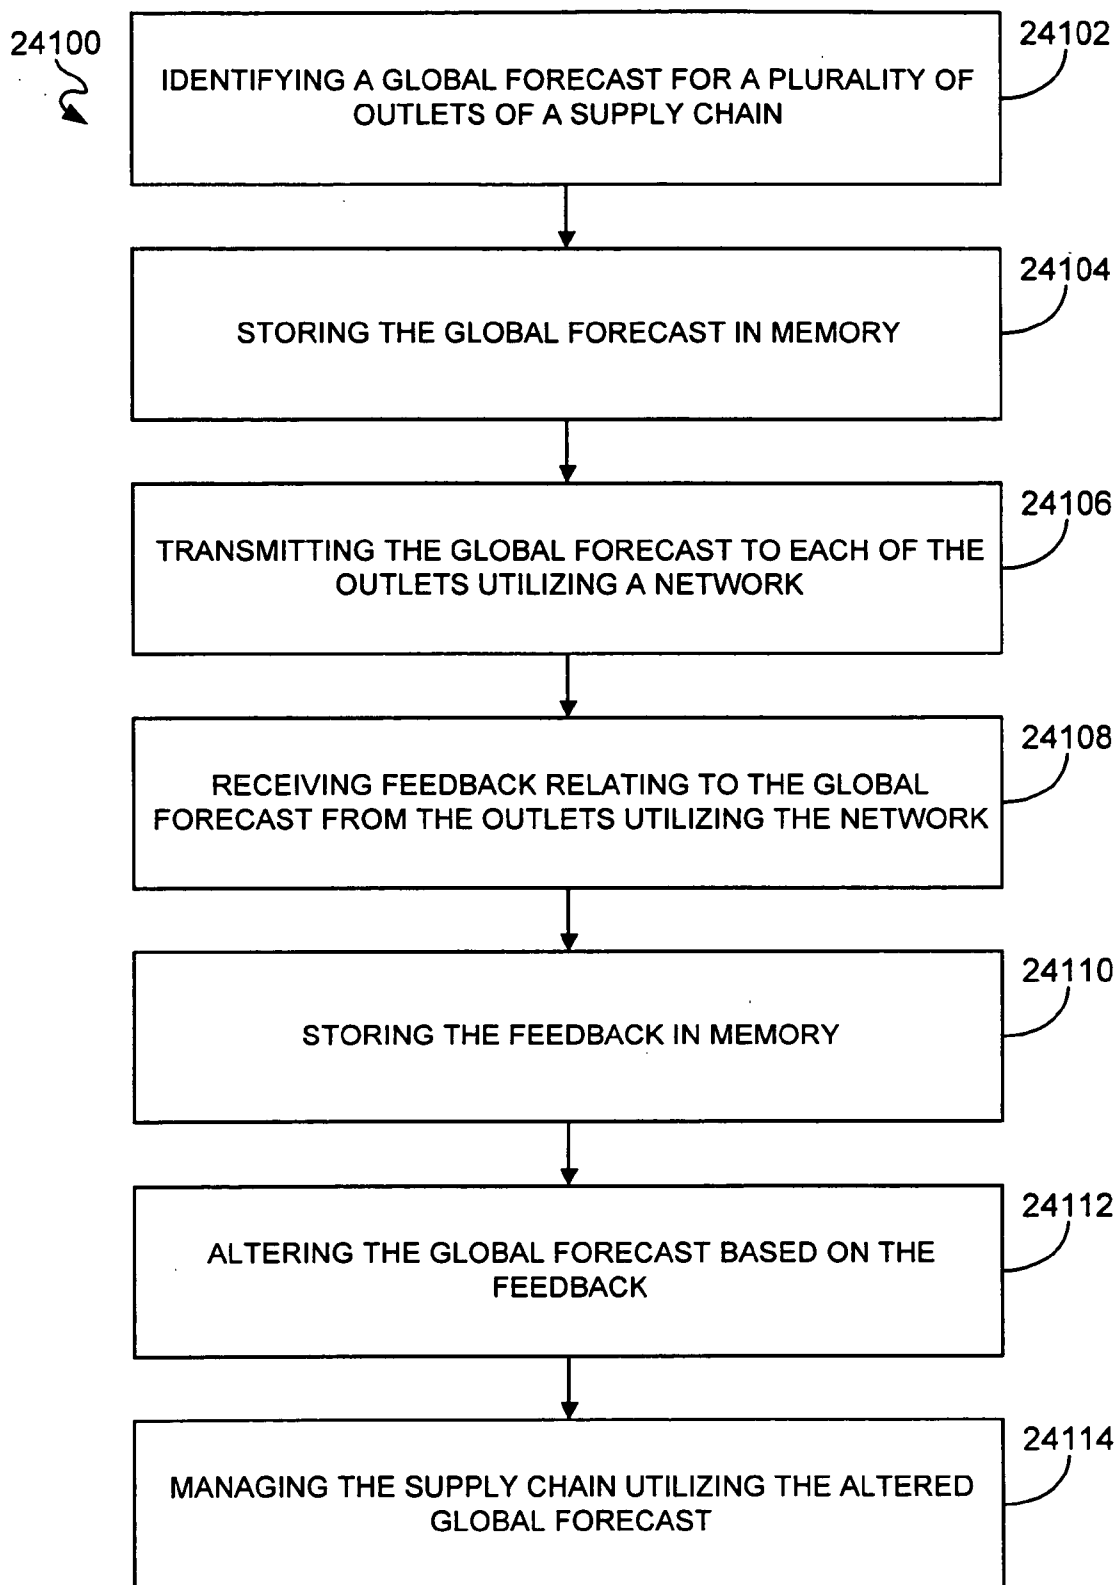 24100
24102
IDENTIFYING A GLOBAL FORECAST FOR A PLURALITY OF
OUTLETS OF A SUPPLY CHAIN
24104
STORING THE GLOBAL FORECAST IN MEMORY
24106
TRANSMITTING THE GLOBAL FORECAST TO EACH OF THE
OUTLETS UTILIZING A NETWORK
24108
RECEIVING FEEDBACK RELATING TO THE GLOBAL
FORECAST FROM THE OUTLETS UTILIZING THE NETWORK
24110
STORING THE FEEDBACK IN MEMORY
24112
ALTERING THE GLOBAL FORECAST BASED ON THE
FEEDBACK
24114
MANAGING THE SUPPLY CHAIN UTILIZING THE ALTERED
GLOBAL FORECAST